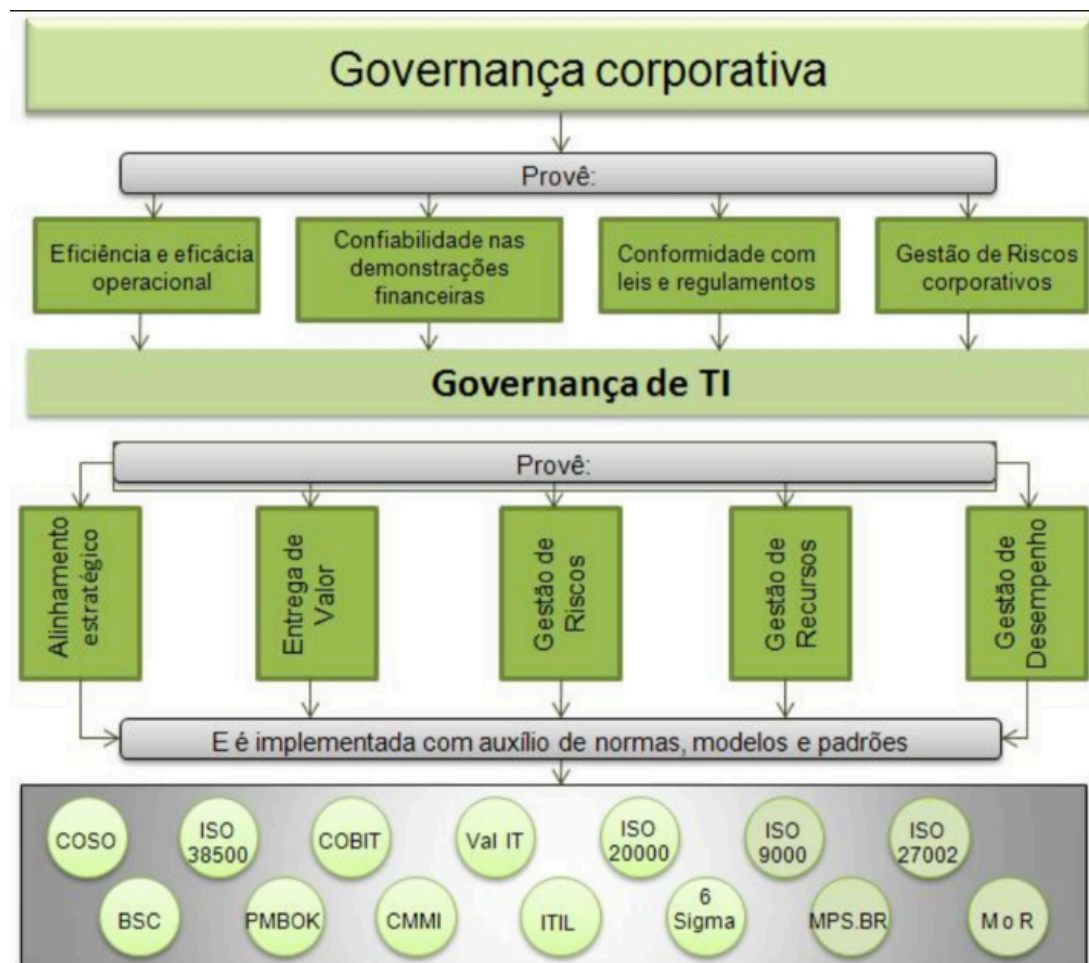 Governança corporativa
Provê:
Eficiência e eficácia
operacional
Confiabilidade nas
demonstrações
financeiras
Conformidade com
leis e regulamentos
Gestão de Riscos
corporativos
Governança de TI
Provê:
Alinhamento
estratégico
Entrega de
Valor
Gestão de
Riscos
Gestão de
Recursos
Gestão de
Desempenho
E é implementada com auxílio de normas, modelos e padrões
COSO
ISO
38500
COBIT
Val IT
ISO
20000
ISO
9000
ISO
27002
BSC
PMBOK
CMMI
ITIL
6
Sigma
MPS.BR
M o R